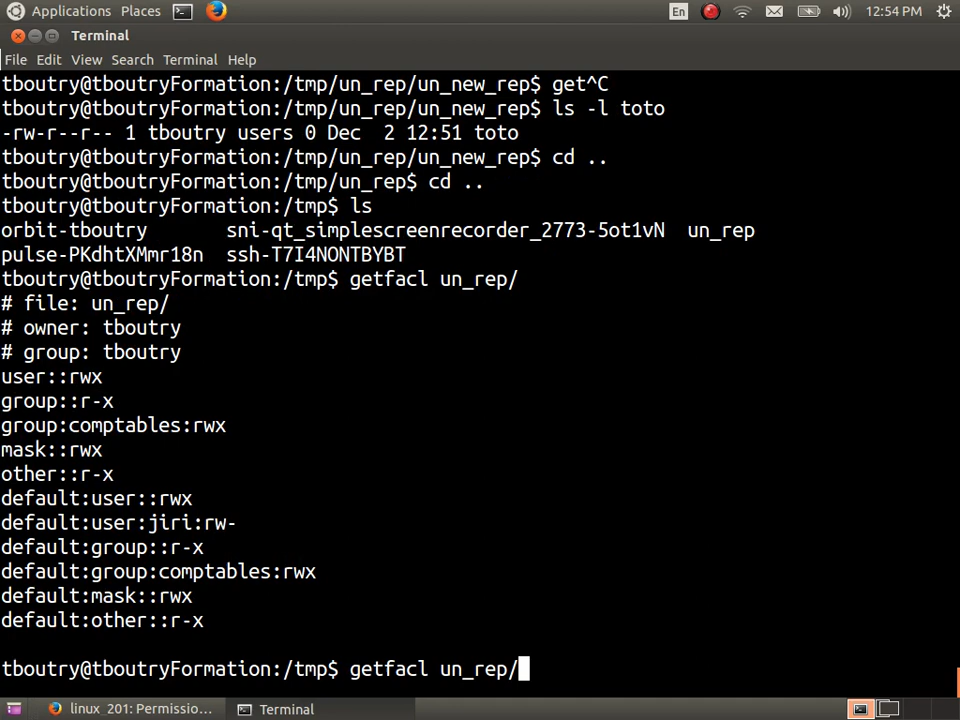 Applications Places En 12:54 PM
Terminal
File Edit View Search Terminal Help
tboutry@tboutryFormation:/tmp/un_rep/un_new_rep$ get^C
tboutry@tboutryFormation:/tmp/un_rep/un_new_rep$ ls -l toto
-rw-r--r-- 1 tboutry users 0 Dec  2 12:51 toto
tboutry@tboutryFormation:/tmp/un_rep/un_new_rep$ cd ..
tboutry@tboutryFormation:/tmp/un_rep$ cd ..
tboutry@tboutryFormation:/tmp$ ls
orbit-tboutry       sni-qt_simplescreenrecorder_2773-5ot1vN  un_rep
pulse-PKdhtXMmr18n  ssh-T7I4NONTBYBT
tboutry@tboutryFormation:/tmp$ getfacl un_rep/
# file: un_rep/
# owner: tboutry
# group: tboutry
user::rwx
group::r-x
group:comptables:rwx
mask::rwx
other::r-x
default:user::rwx
default:user:jiri:rw-
default:group::r-x
default:group:comptables:rwx
default:mask::rwx
default:other::r-x
tboutry@tboutryFormation:/tmp$ getfacl un_rep/
linux_201: Permissio... Terminal